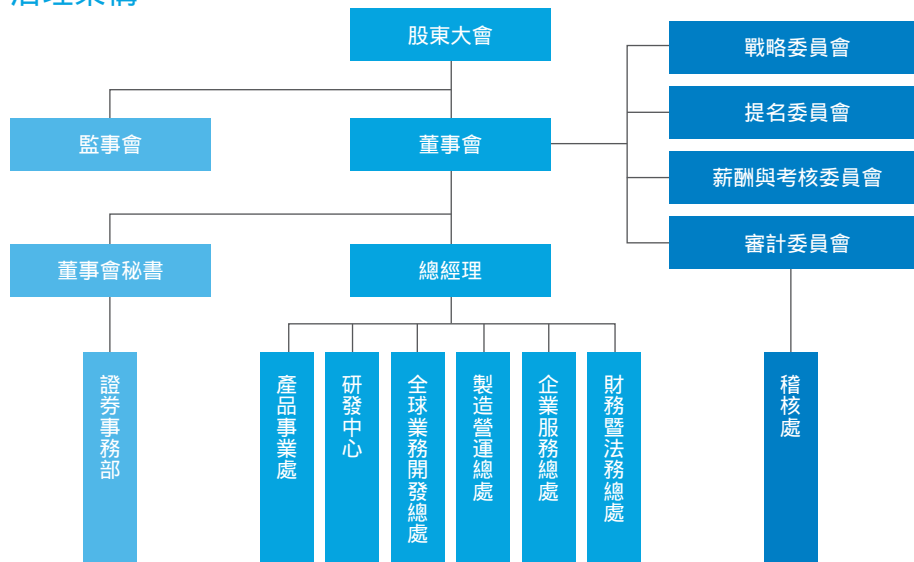 治理架構
股東大會
戰略委員會
提名委員會
監事會
董事會
薪酬與考核委員會
審計委員會
董事會秘書
總經理
證券事務部
產品事業處
研發中心
全球業務開發總處
製造營運總處
企業服務總處
財務暨法務總處
稽核處